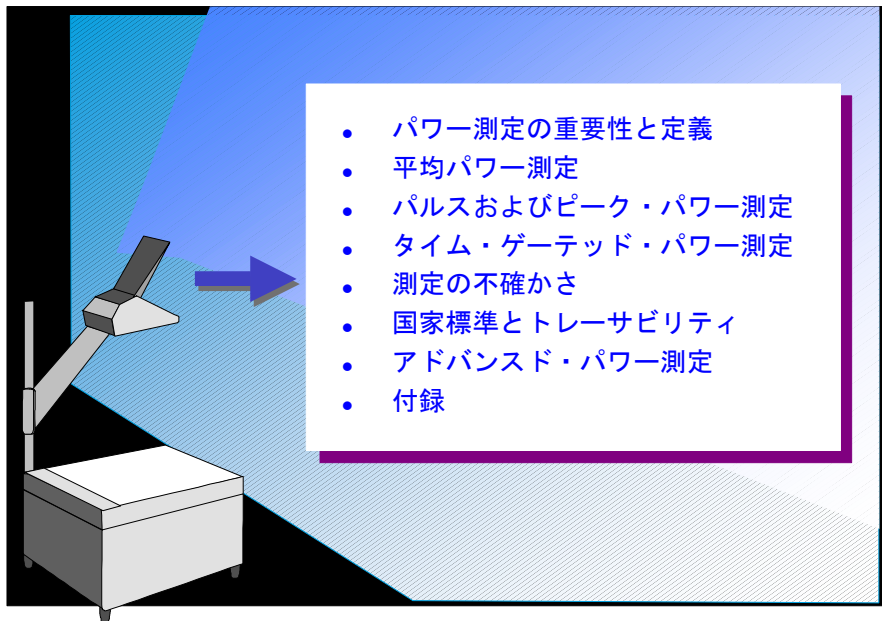 ● パワー測定の重要性と定義
● 平均パワー測定
● パルスおよびピーク・パワー測定
● タイム・ゲーテッド・パワー測定
● 測定の不確かさ
● 国家標準とトレーサビリティ
● アドバンスド・パワー測定
● 付録